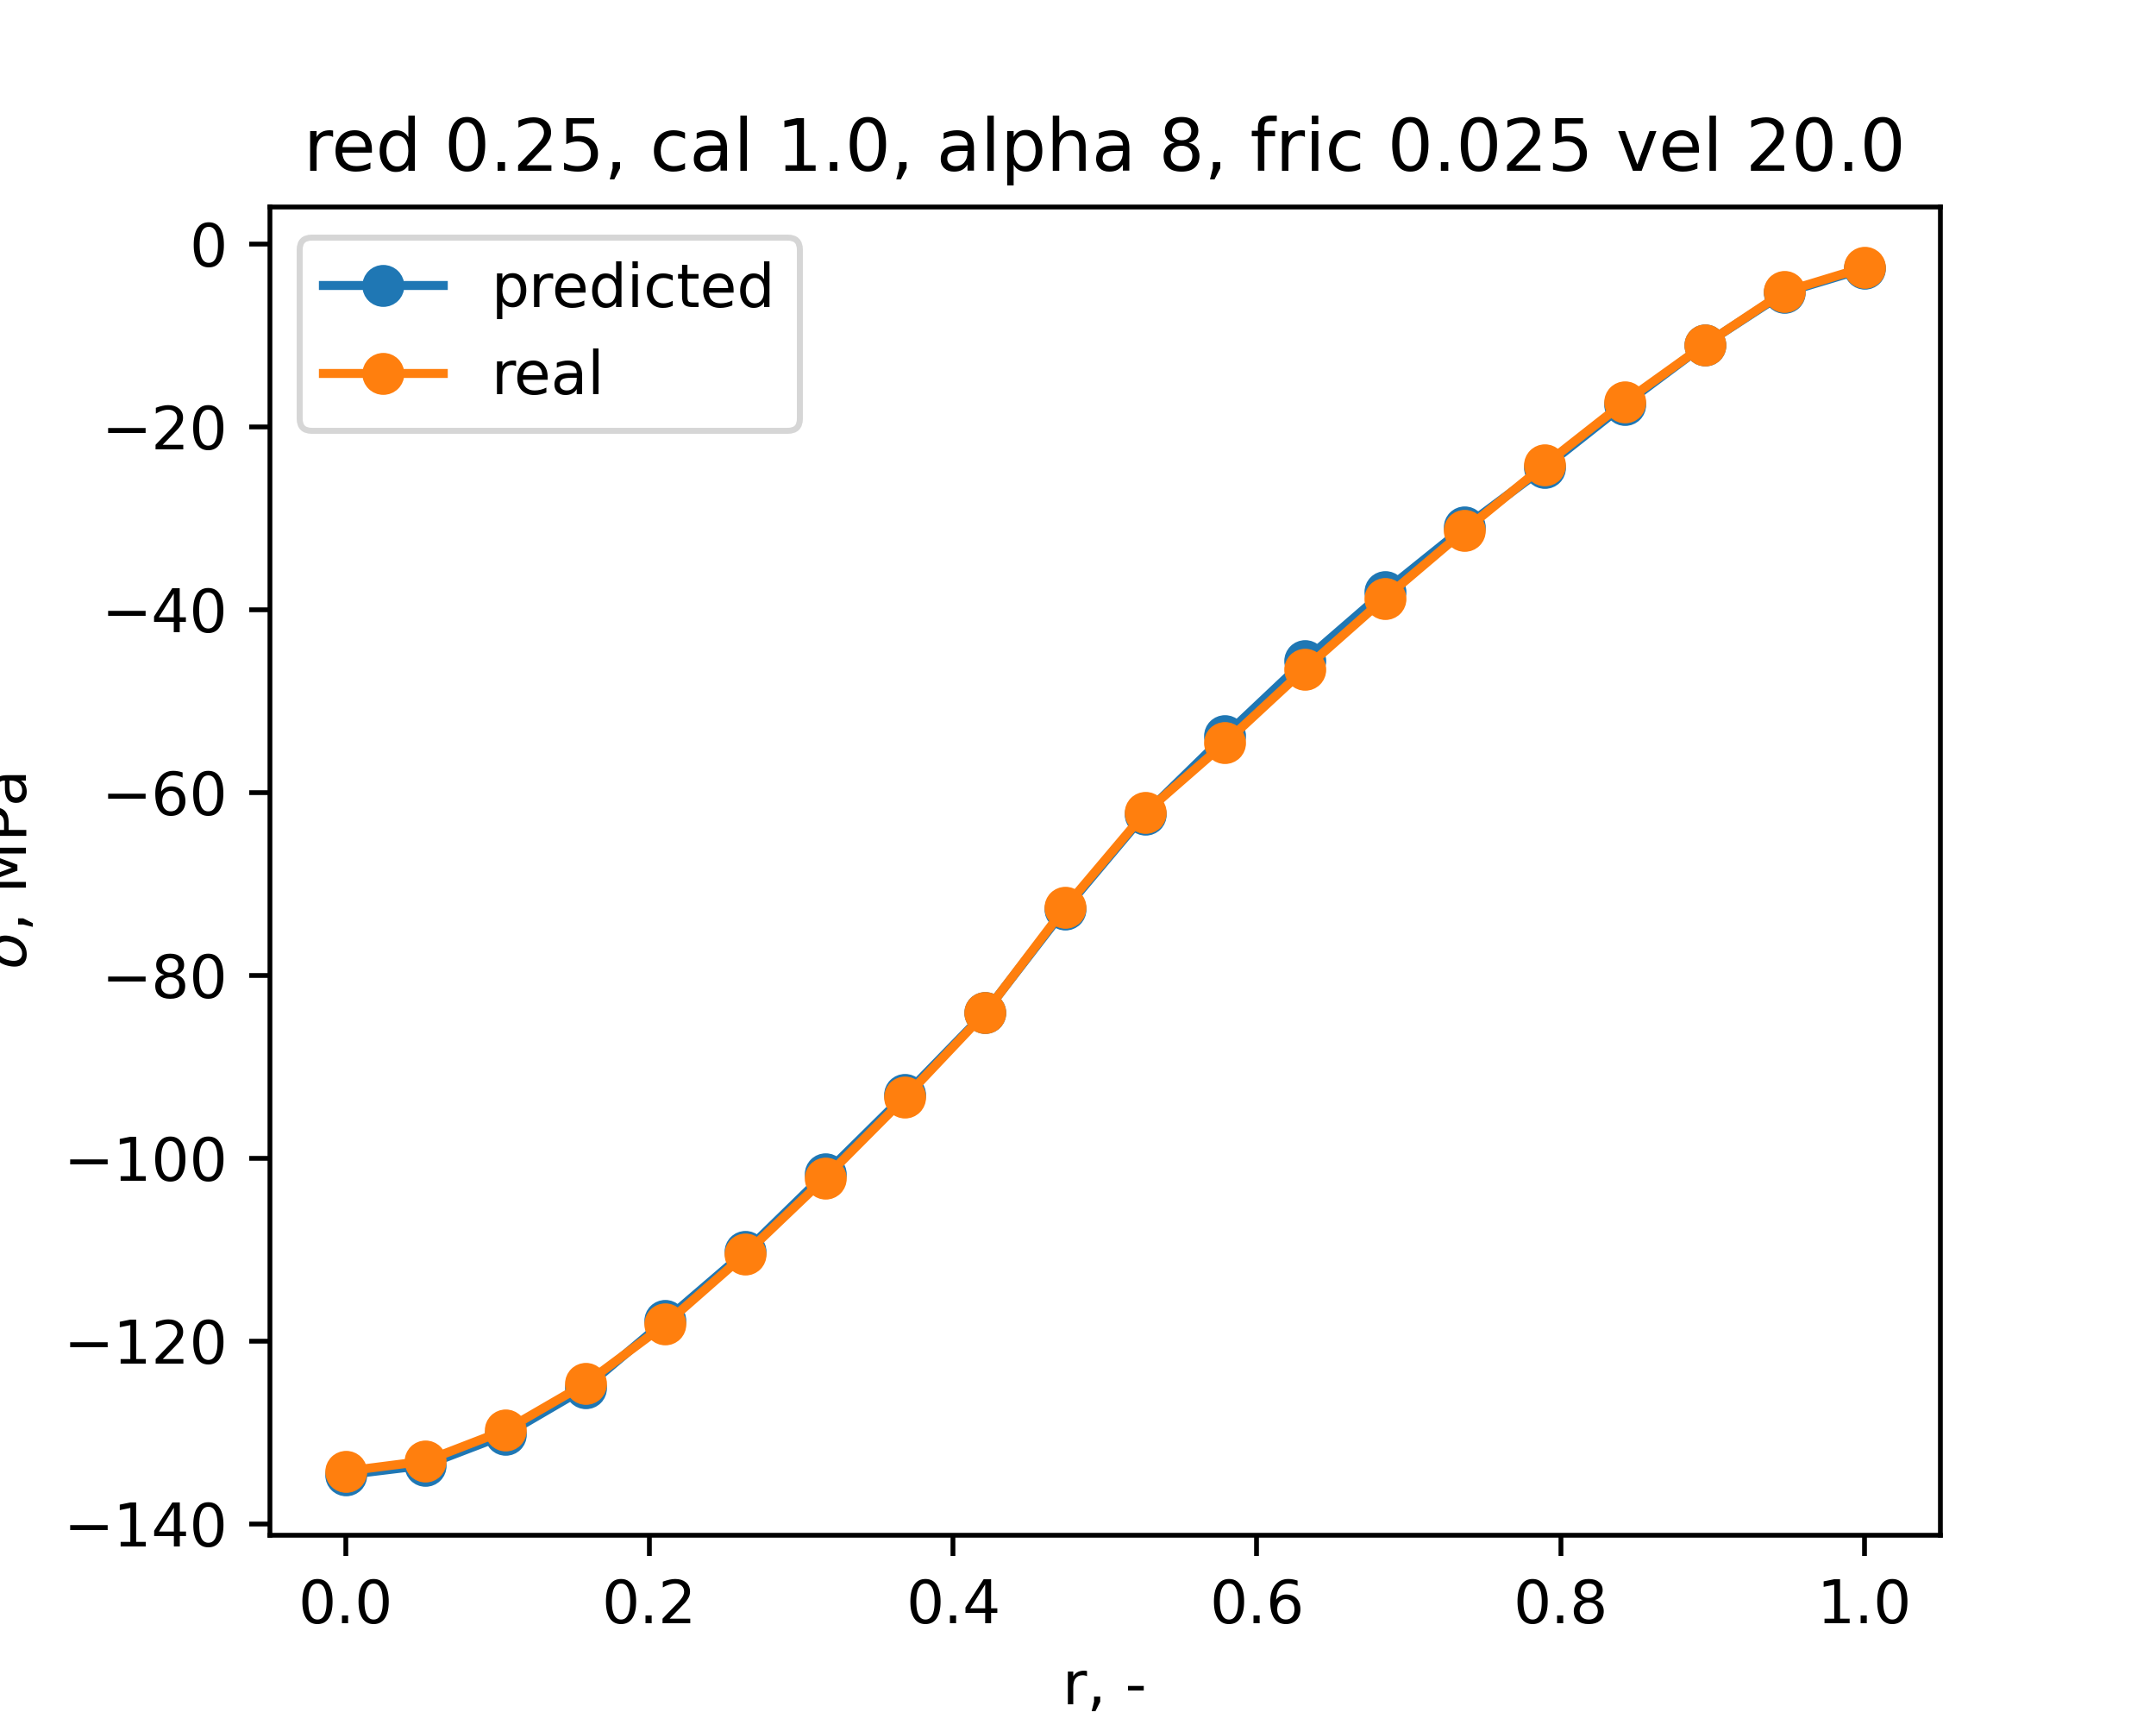 red 0.25, cal 1.0, alpha 8, fric 0.025 vel 20.0
predicted
real
0
−20
−40
−60
−80
−100
−120
−140
σ, MPa
0.0 0.2 0.4 0.6 0.8 1.0
r, -